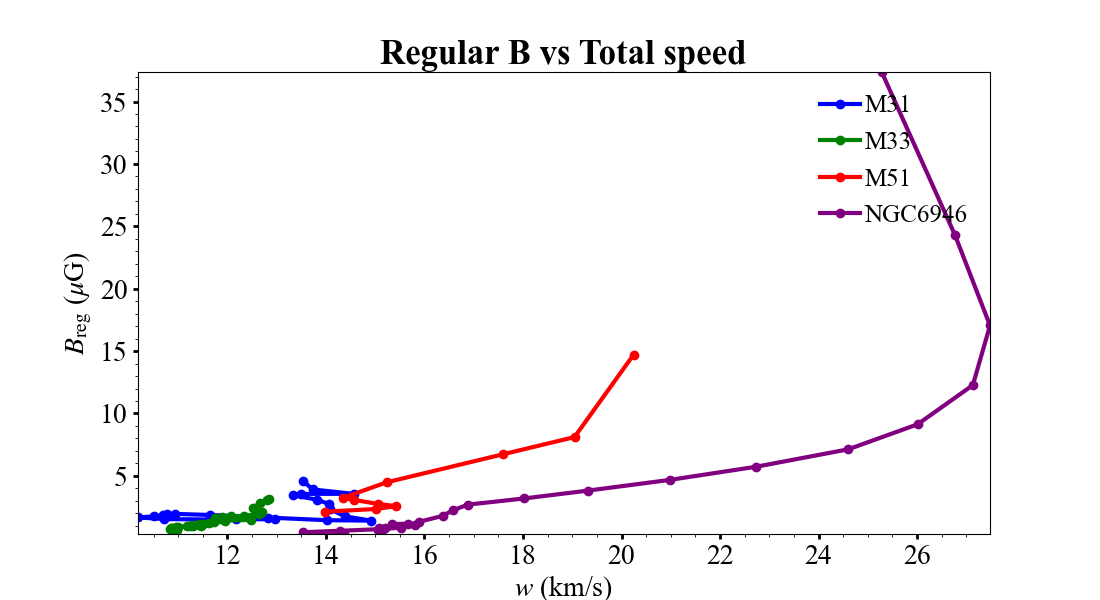 Regular B vs Total speed
35
30
25
20
15
10
5
B_reg (μG)
M31
M33
M51
NGC6946
12 14 16 18 20 22 24 26
w (km/s)